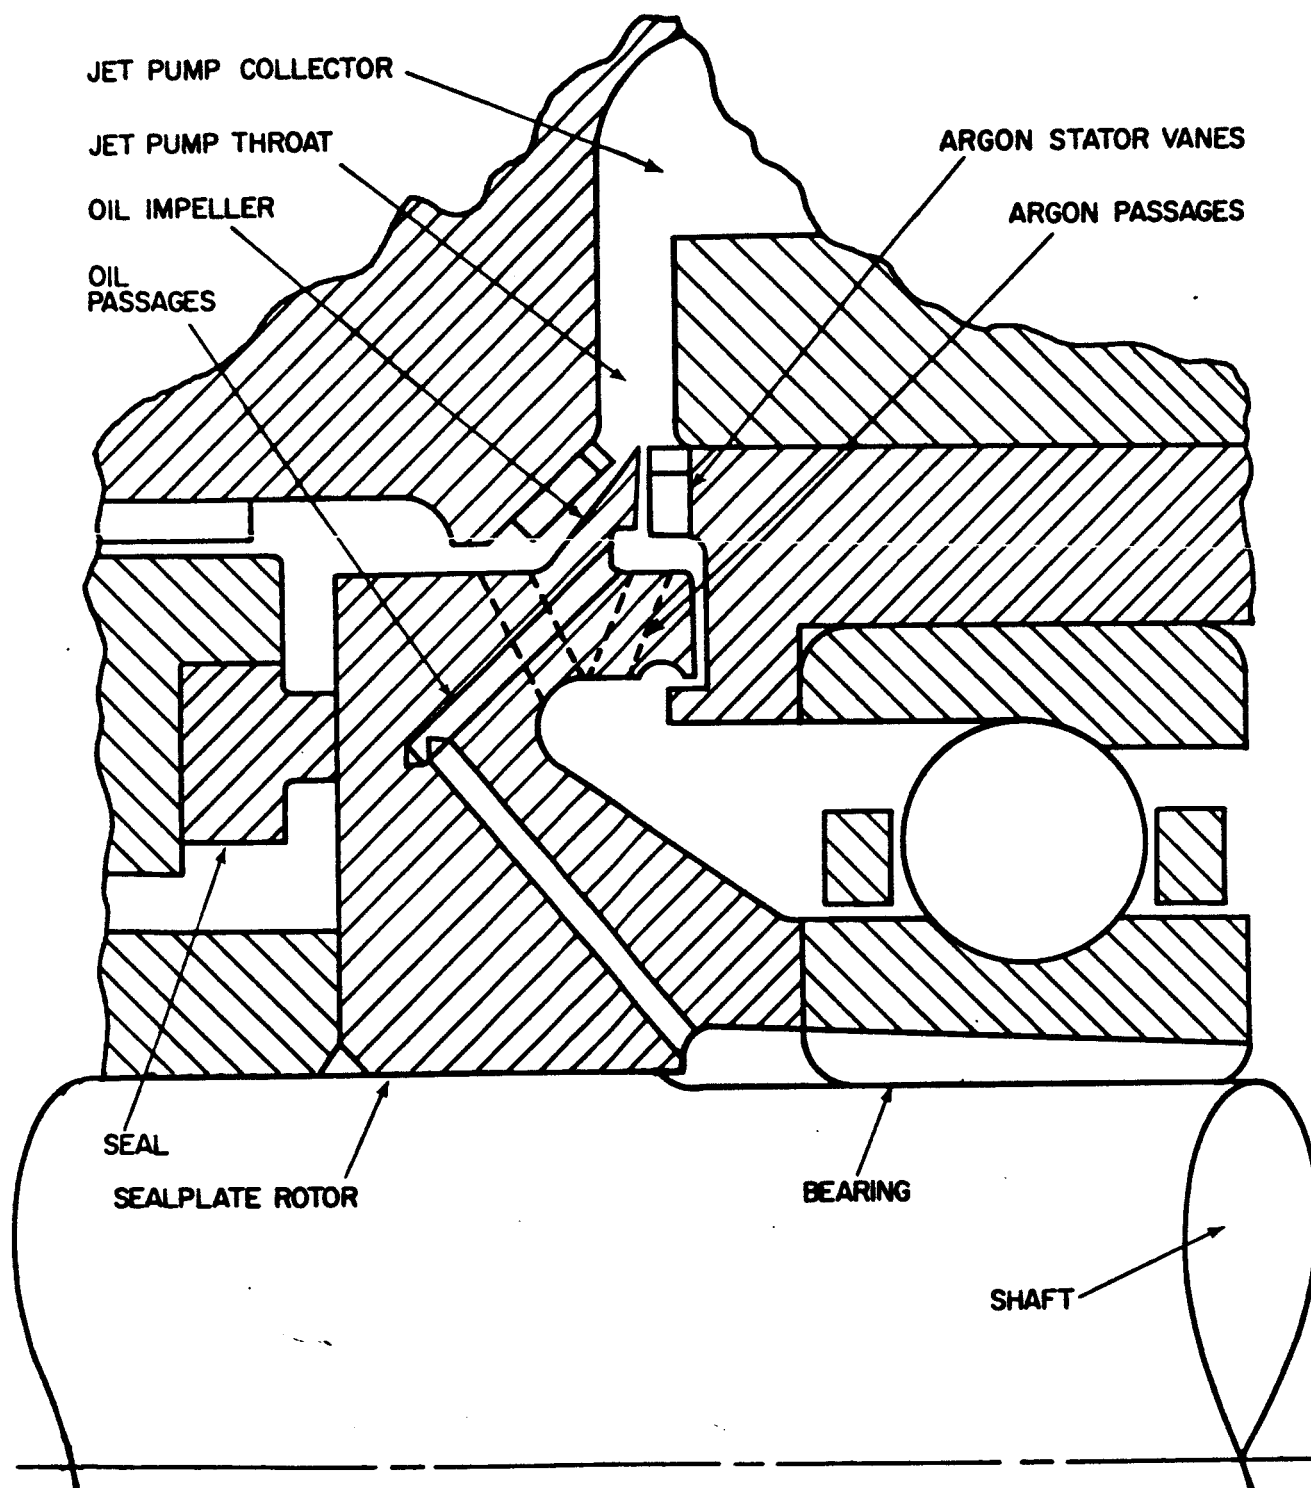 JET PUMP COLLECTOR
JET PUMP THROAT
OIL IMPELLER
OIL
PASSAGES
ARGON STATOR VANES
ARGON PASSAGES
SEAL
SEALPLATE ROTOR
BEARING
SHAFT